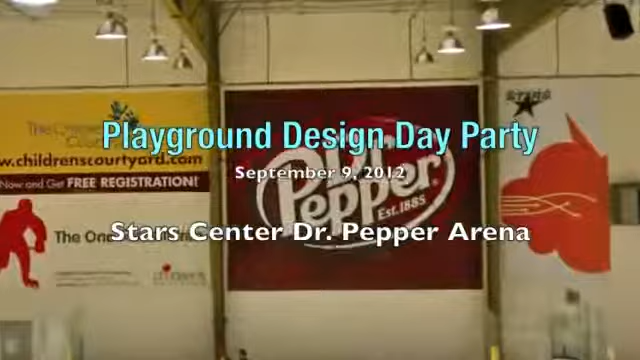 Playground Design Day Party
September 9, 2012
Stars Center Dr. Pepper Arena
STARS
Dr Pepper
Est. 1885
www.childrenscourtyard.com
Now and Get FREE REGISTRATION!
The One